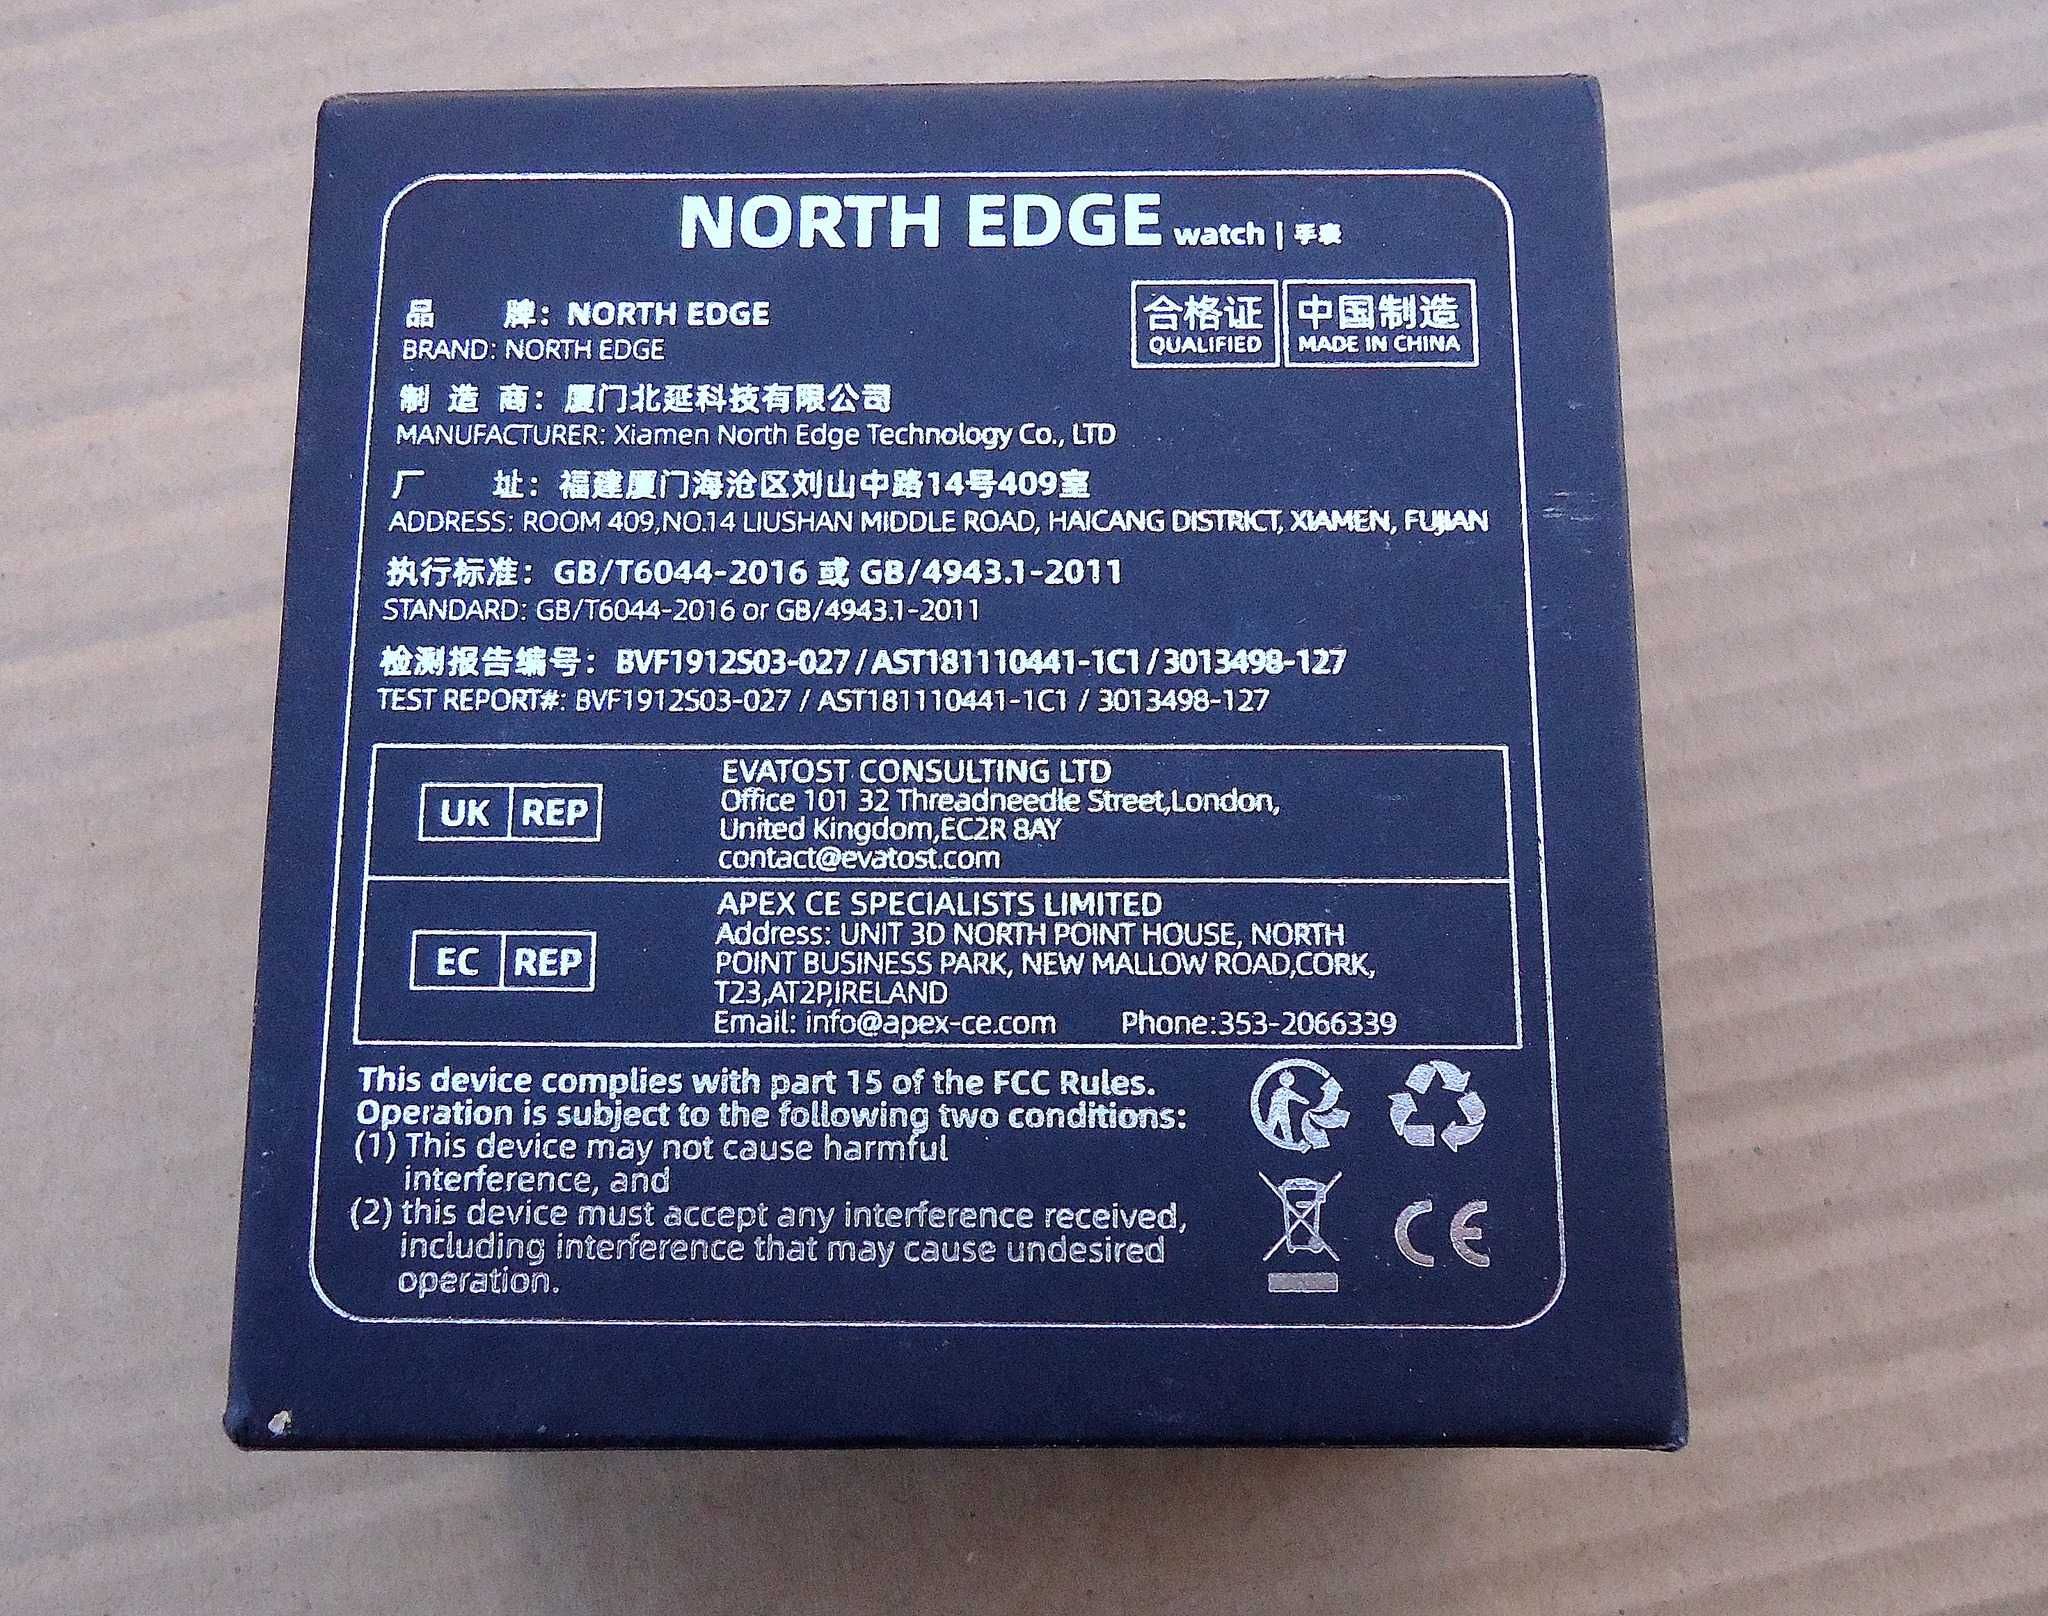 NORTH EDGE watch | 手表
品 牌：NORTH EDGE
BRAND: NORTH EDGE
合格证
QUALIFIED
中国制造
MADE IN CHINA
制 造 商：厦门北延科技有限公司
MANUFACTURER: Xiamen North Edge Technology Co., LTD
厂 址：福建厦门海沧区刘山中路14号409室
ADDRESS: ROOM 409,NO.14 LIUSHAN MIDDLE ROAD, HAICANG DISTRICT, XIAMEN, FUJIAN
执行标准：GB/T6044-2016 或 GB/4943.1-2011
STANDARD: GB/T6044-2016 or GB/4943.1-2011
检测报告编号：BVF1912S03-027/AST181110441-1C1/3013498-127
TEST REPORT#: BVF1912S03-027 / AST181110441-1C1 / 3013498-127
UK REP
EVATOST CONSULTING LTD
Office 101 32 Threadneedle Street,London,
United Kingdom,EC2R 8AY
contact@evatost.com
EC REP
APEX CE SPECIALISTS LIMITED
Address: UNIT 3D NORTH POINT HOUSE, NORTH
POINT BUSINESS PARK, NEW MALLOW ROAD,CORK,
T23,AT2P,IRELAND
Email: info@apex-ce.com Phone:353-2066339
This device complies with part 15 of the FCC Rules.
Operation is subject to the following two conditions:
(1) This device may not cause harmful
interference, and
(2) this device must accept any interference received,
including interference that may cause undesired
operation.
CE